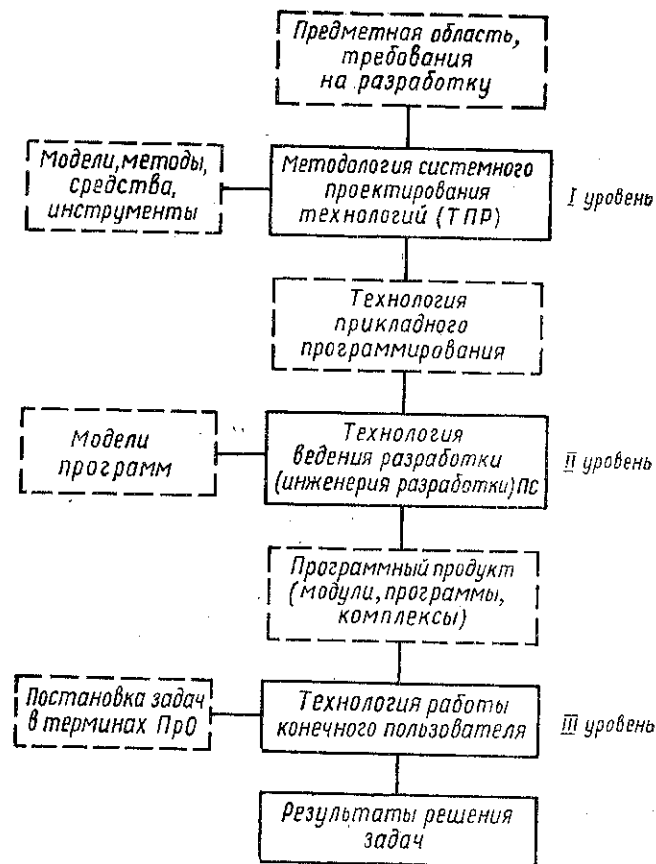 Предметная область,
требования
на разработку
Модели, методы,
средства,
инструменты
Методология системного
проектирования
технологий (ТПР)
I уровень
Технология
прикладного
программирования
Модели
программ
Технология
ведения разработки
(инженерия разработки) ПС
II уровень
Программный продукт
(модули, программы,
комплексы)
Постановка задач
в терминах ПрО
Технология работы
конечного пользователя
III уровень
Результаты решения
задач